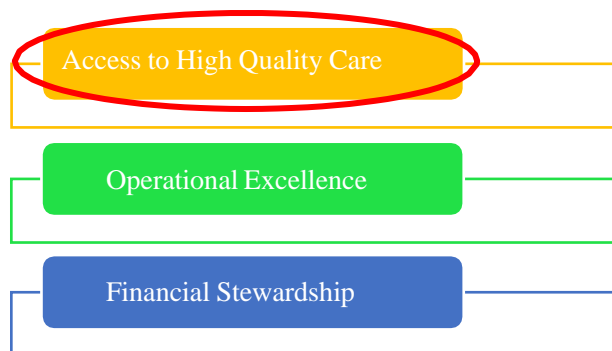 Access to High Quality Care
Operational Excellence
Financial Stewardship